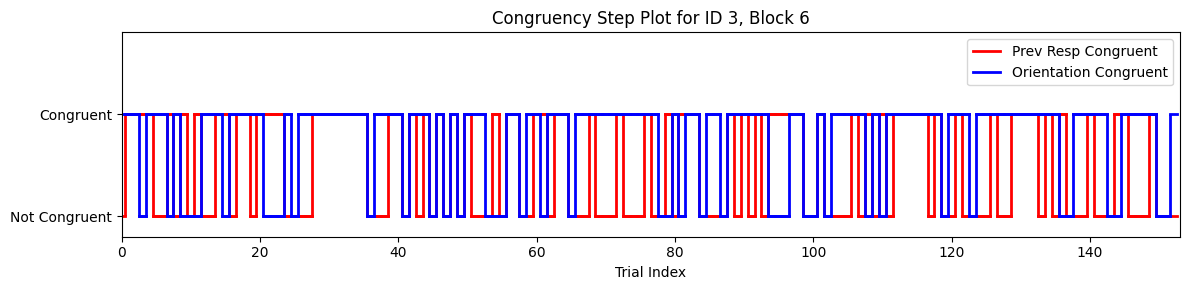 Congruency Step Plot for ID 3, Block 6
Prev Resp Congruent
Orientation Congruent
Congruent
Not Congruent
0 20 40 60 80 100 120 140
Trial Index